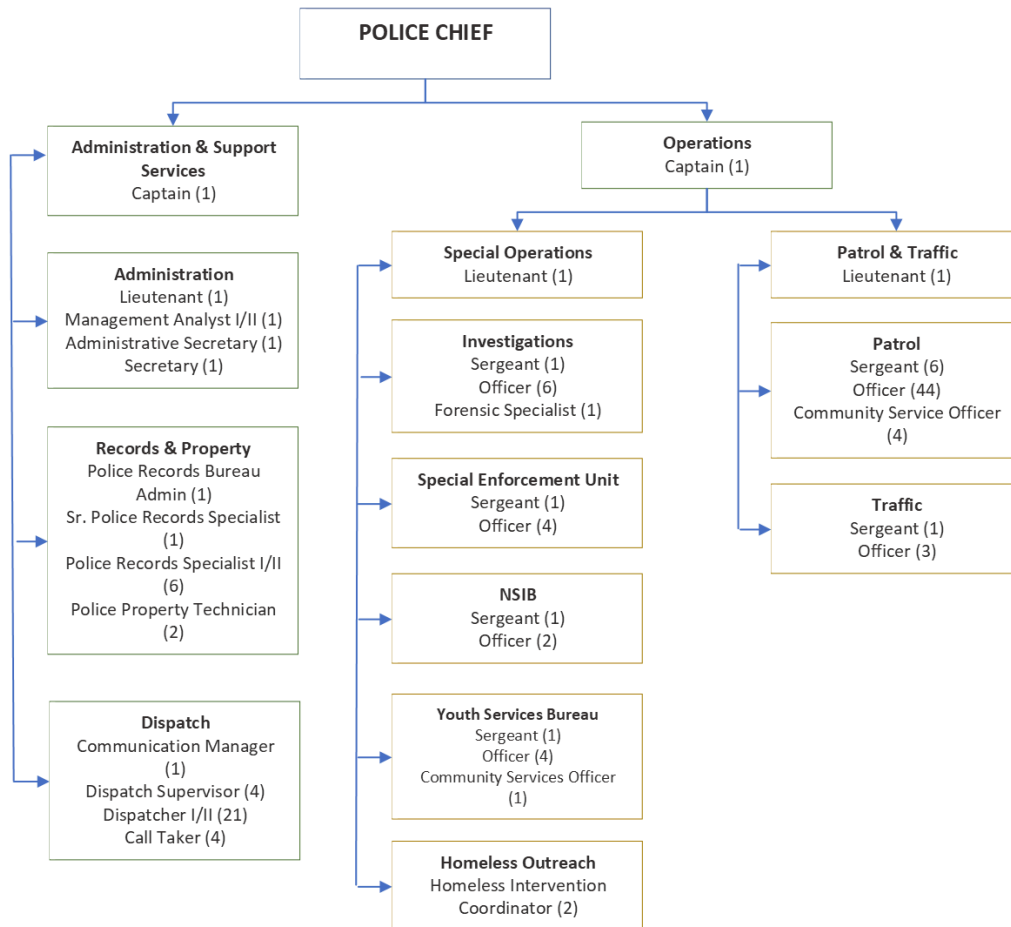 POLICE CHIEF
Administration & Support
Services
Captain (1)
Administration
Lieutenant (1)
Management Analyst I/II (1)
Administrative Secretary (1)
Secretary (1)
Records & Property
Police Records Bureau
Admin (1)
Sr. Police Records Specialist
(1)
Police Records Specialist I/II
(6)
Police Property Technician
(2)
Dispatch
Communication Manager
(1)
Dispatch Supervisor (4)
Dispatcher I/II (21)
Call Taker (4)
Operations
Captain (1)
Special Operations
Lieutenant (1)
Investigations
Sergeant (1)
Officer (6)
Forensic Specialist (1)
Special Enforcement Unit
Sergeant (1)
Officer (4)
NSIB
Sergeant (1)
Officer (2)
Youth Services Bureau
Sergeant (1)
Officer (4)
Community Services Officer
(1)
Homeless Outreach
Homeless Intervention
Coordinator (2)
Patrol & Traffic
Lieutenant (1)
Patrol
Sergeant (6)
Officer (44)
Community Service Officer
(4)
Traffic
Sergeant (1)
Officer (3)